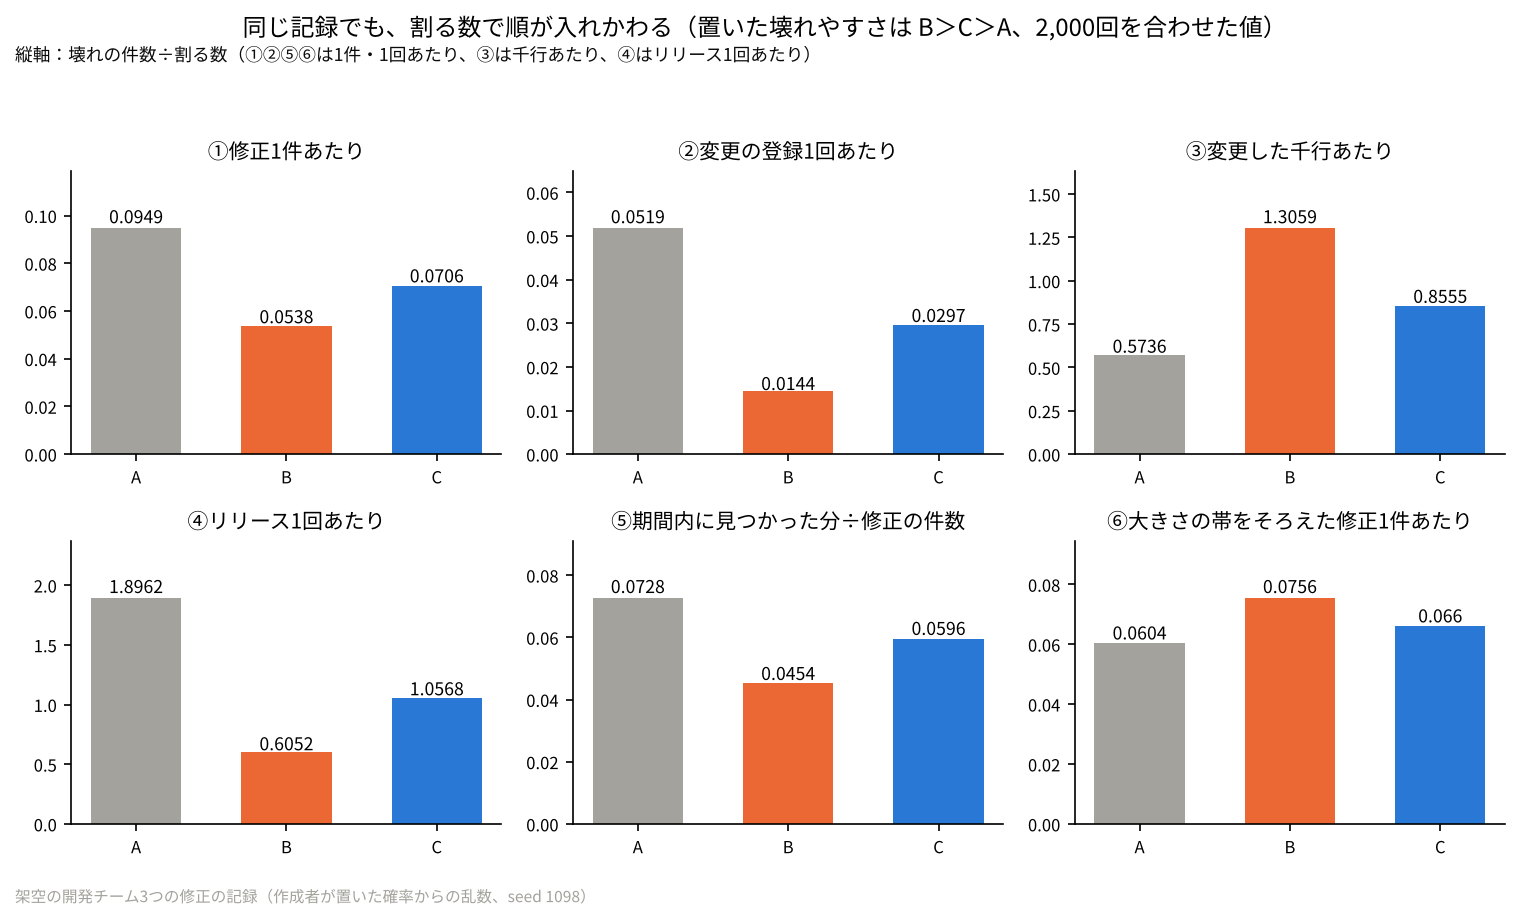 同じ記録でも、割る数で順が入れかわる（置いた壊れやすさは B＞C＞A、2,000回を合わせた値）
縦軸：壊れの件数÷割る数（①②⑤⑥は1件・1回あたり、③は千行あたり、④はリリース1回あたり）
①修正1件あたり
0.10
0.08
0.06
0.04
0.02
0.00
0.0949
0.0538
0.0706
A
B
C
②変更の登録1回あたり
0.06
0.05
0.04
0.03
0.02
0.01
0.00
0.0519
0.0144
0.0297
A
B
C
③変更した千行あたり
1.50
1.25
1.00
0.75
0.50
0.25
0.00
0.5736
1.3059
0.8555
A
B
C
④リリース1回あたり
2.0
1.5
1.0
0.5
0.0
1.8962
0.6052
1.0568
A
B
C
⑤期間内に見つかった分÷修正の件数
0.08
0.06
0.04
0.02
0.00
0.0728
0.0454
0.0596
A
B
C
⑥大きさの帯をそろえた修正1件あたり
0.08
0.06
0.04
0.02
0.00
0.0604
0.0756
0.066
A
B
C
架空の開発チーム3つの修正の記録（作成者が置いた確率からの乱数、seed 1098）